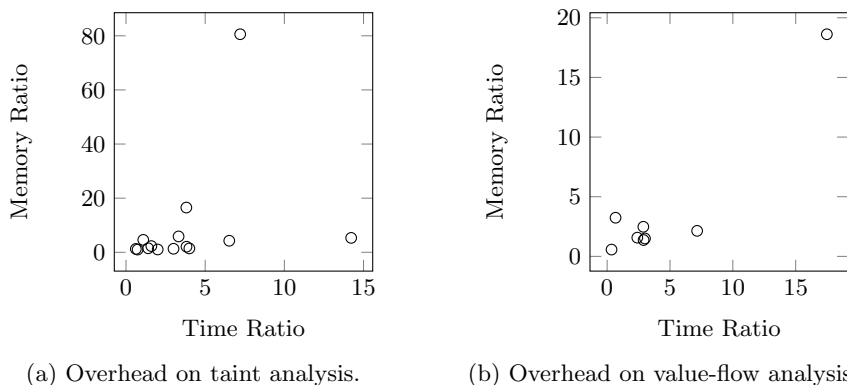 80
60
40
20
0
0 5 10 15
Memory Ratio
Time Ratio
(a) Overhead on taint analysis.
20
15
10
5
0
0 5 10 15
Memory Ratio
Time Ratio
(b) Overhead on value-flow analysis